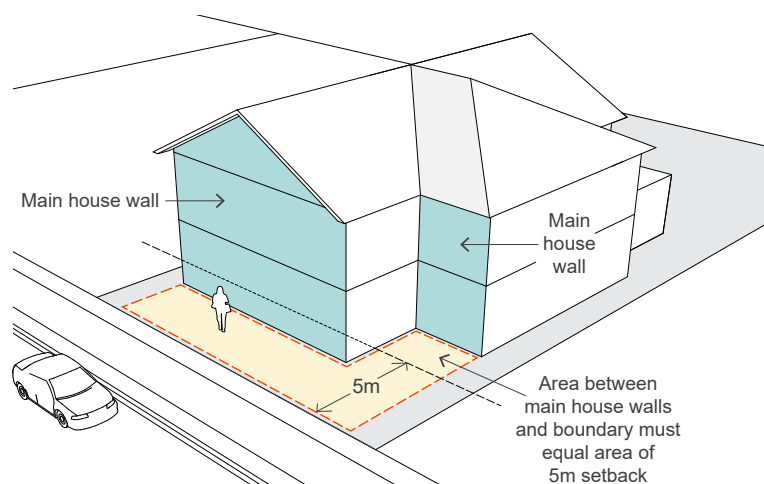 Main house wall
Main
house
wall
5m
Area between
main house walls
and boundary must
equal area of
5m setback